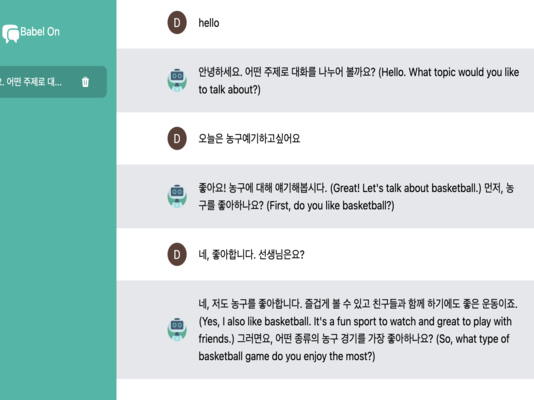 Babel On
요. 어떤 주제로 대...
D
hello
안녕하세요. 어떤 주제로 대화를 나누어 볼까요? (Hello. What topic would you like
to talk about?)
D
오늘은 농구예기하고싶어요
좋아요! 농구에 대해 얘기해봅시다. (Great! Let's talk about basketball.) 먼저, 농
구를 좋아하나요? (First, do you like basketball?)
D
네, 좋아합니다. 선생님은요?
네, 저도 농구를 좋아합니다. 즐겁게 볼 수 있고 친구들과 함께 하기에도 좋은 운동이죠.
(Yes, I also like basketball. It's a fun sport to watch and great to play with
friends.) 그러면요, 어떤 종류의 농구 경기를 가장 좋아하나요? (So, what type of
basketball game do you enjoy the most?)